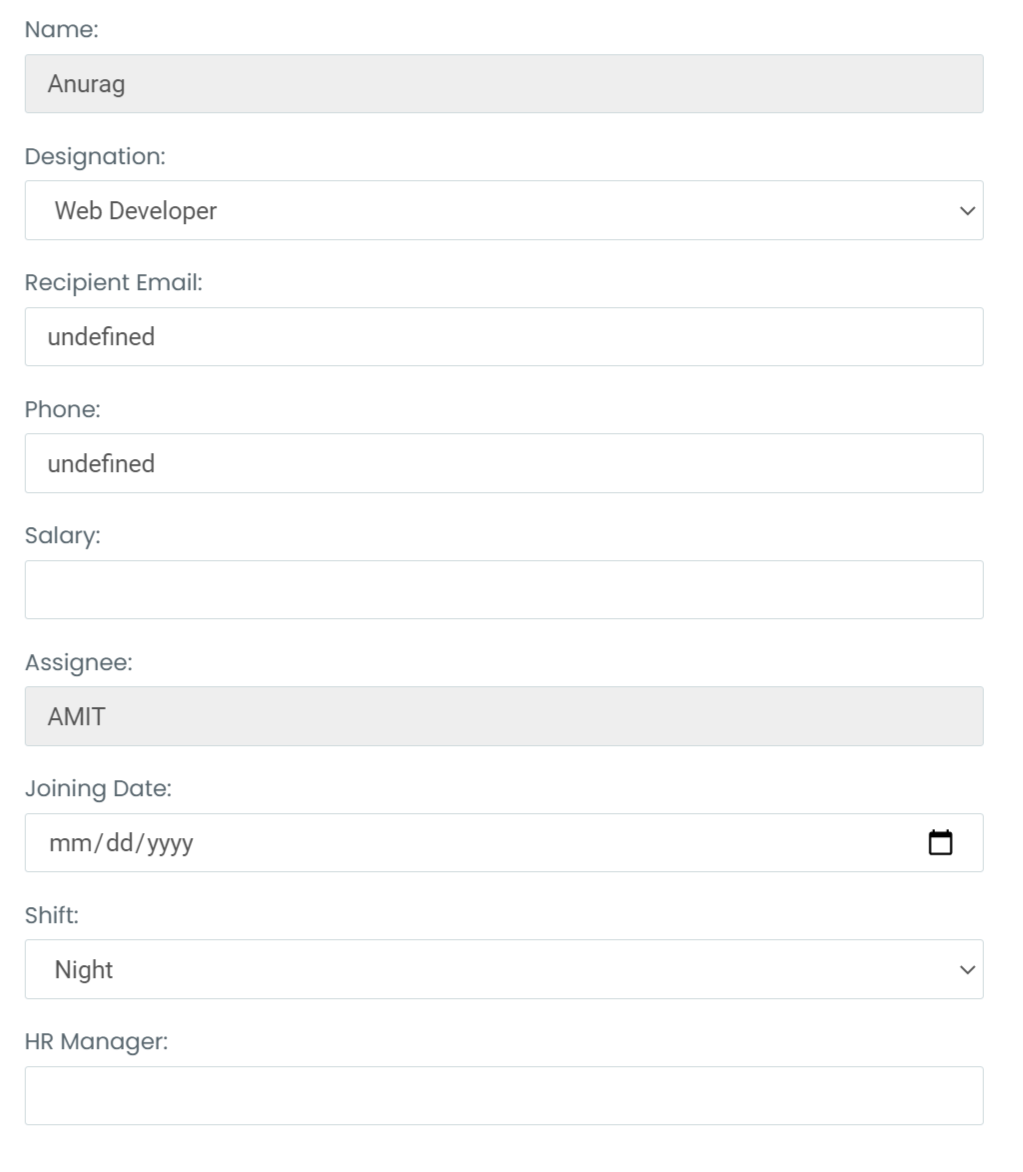 Name:
Anurag
Designation:
Web Developer
Recipient Email:
undefined
Phone:
undefined
Salary:
Assignee:
AMIT
Joining Date:
mm/dd/yyyy
Shift:
Night
HR Manager: